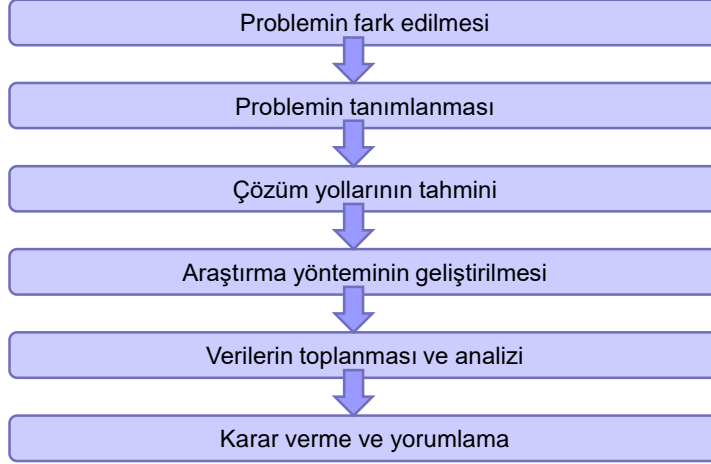 Problemin fark edilmesi
Problemin tanımlanması
Çözüm yollarının tahmini
Araştırma yönteminin geliştirilmesi
Verilerin toplanması ve analizi
Karar verme ve yorumlama